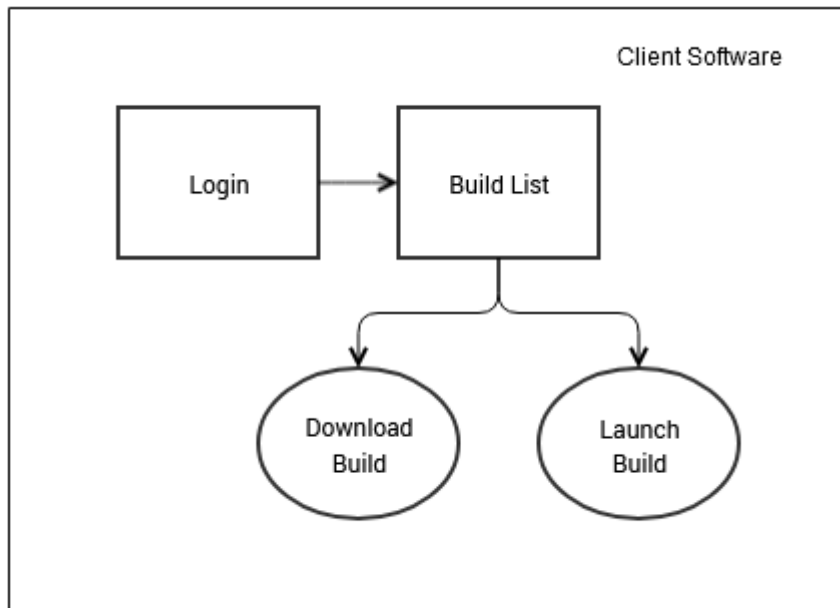 Client Software
Login
Build List
Download
Build
Launch
Build